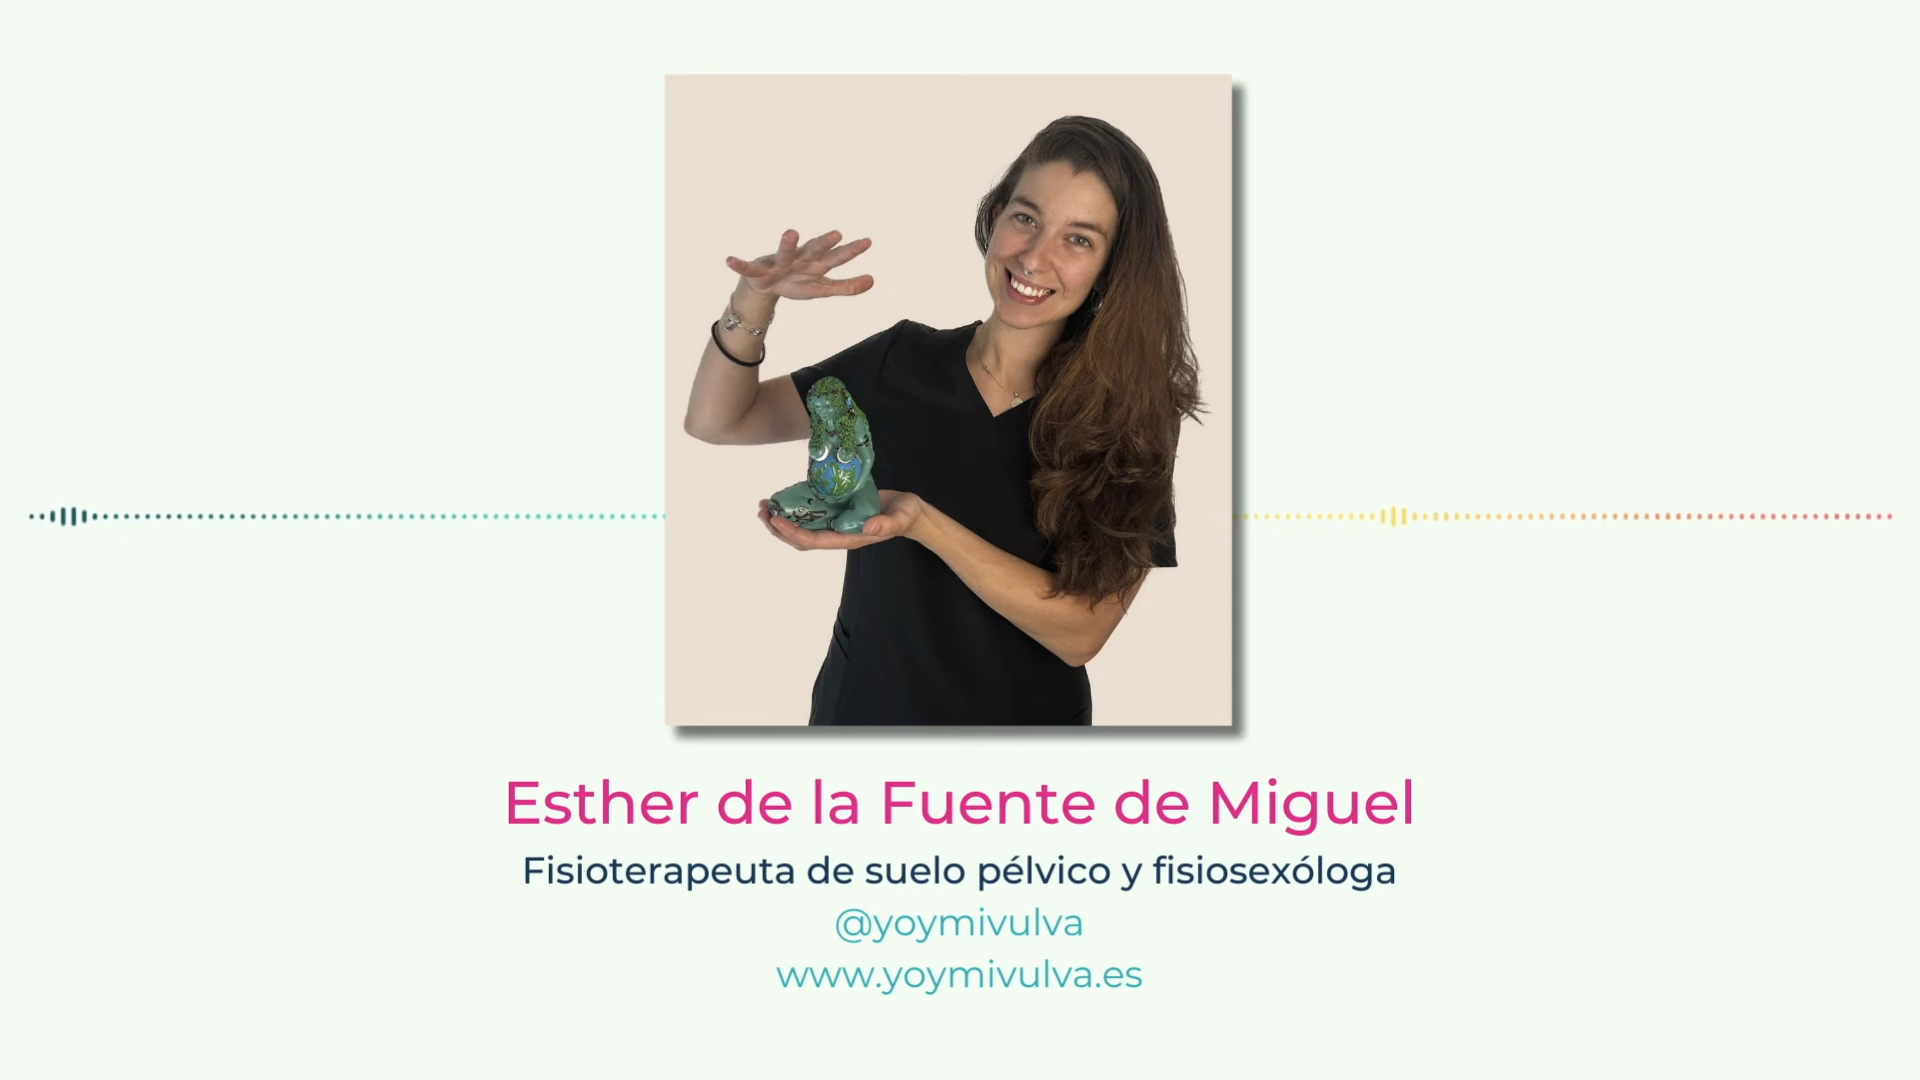 Esther de la Fuente de Miguel
Fisioterapeuta de suelo pélvico y fisiosexóloga
@yoymivulva
www.yoymivulva.es